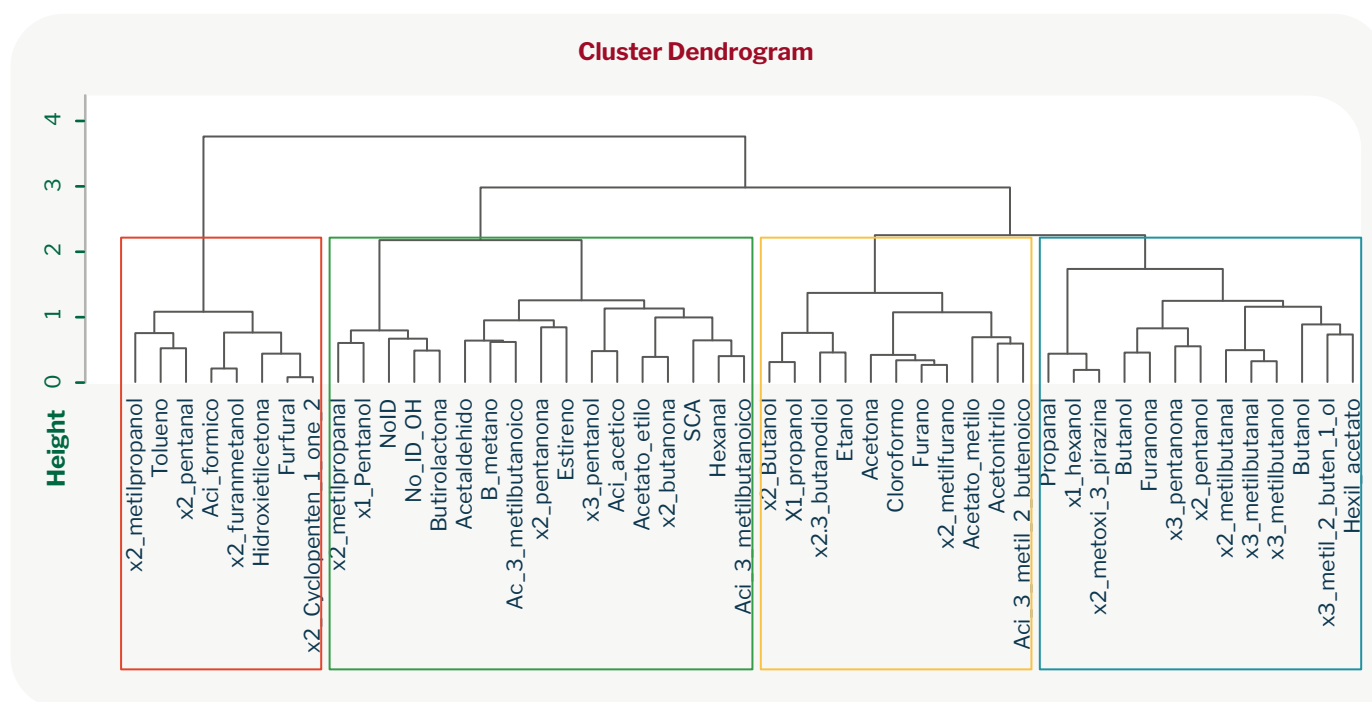 Cluster Dendrogram
4
3
2
1
0
Height
x2_metilpropanol
Tolueno
x2_pentanal
Aci_formico
x2_furanmetanol
Hidroxietilcetona
Furfural
x2_Cyclopenten_1_one_2
x2_metilpropanal
x1_Pentanol
NoID
No_ID_OH
Butirolactona
Acetaldehido
B_metano
Ac_3_metilbutanoico
x2_pentanona
Estireno
x3_pentanol
Aci_acetico
Acetato_etilo
x2_butanona
SCA
Hexanal
Aci_3_metilbutanoico
x2_Butanol
X1_propanol
x2.3_butanodiol
Etanol
Acetona
Cloroformo
Furano
x2_metilfurano
Acetato_metilo
Acetonitrilo
Aci_3_metil_2_butenoico
Propanal
x1_hexanol
x2_metoxi_3_pirazina
Butanol
Furanona
x3_pentanona
x2_pentanol
x2_metilbutanal
x3_metilbutanal
x3_metilbutanol
Butanol
x3_metil_2_buten_1_ol
Hexil_acetato